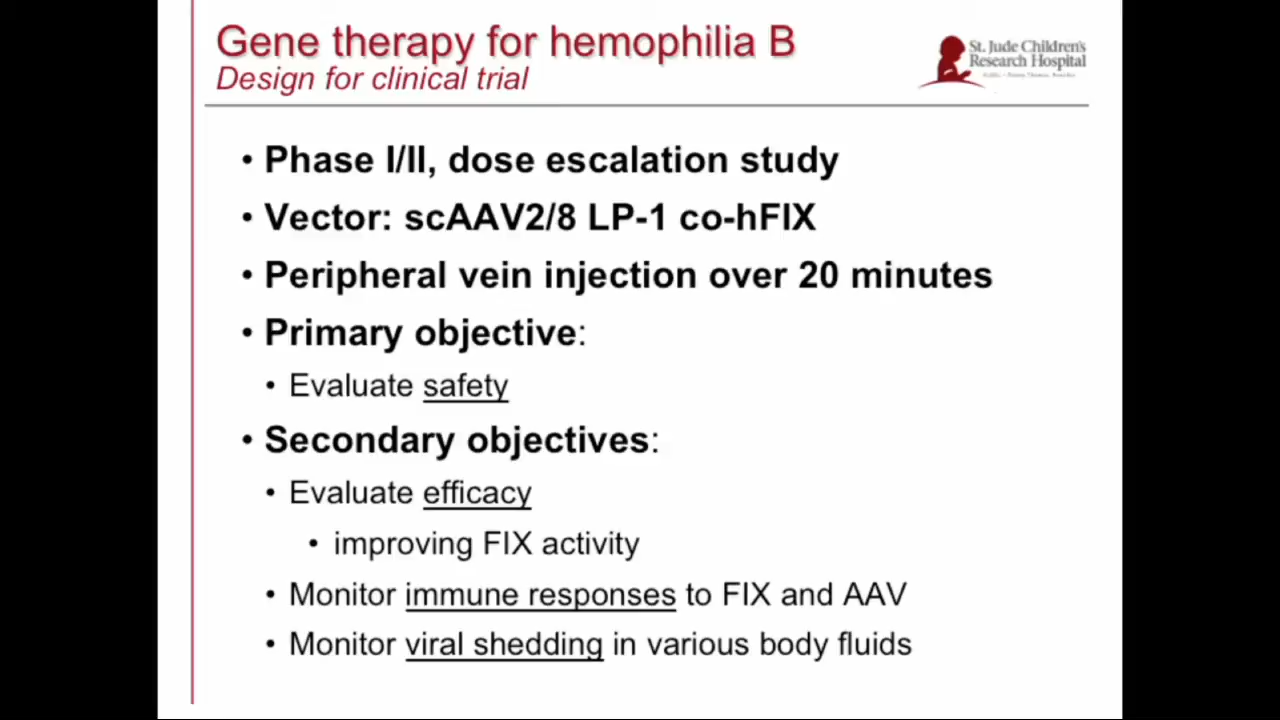 Gene therapy for hemophilia B
Design for clinical trial
St. Jude Children's
Research Hospital
• Phase I/II, dose escalation study
• Vector: scAAV2/8 LP-1 co-hFIX
• Peripheral vein injection over 20 minutes
• Primary objective:
• Evaluate safety
• Secondary objectives:
• Evaluate efficacy
• improving FIX activity
• Monitor immune responses to FIX and AAV
• Monitor viral shedding in various body fluids